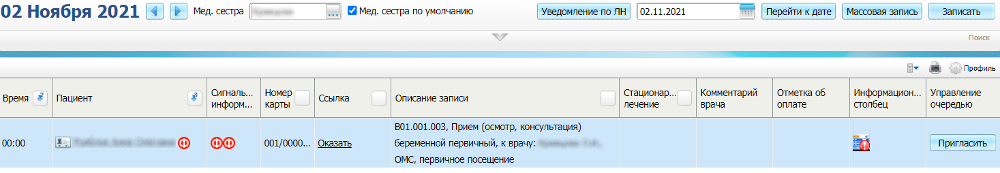 02 Ноября 2021 Мед. сестра ... Мед. сестра по умолчанию Уведомление по ЛН 02.11.2021 Перейти к дате Массовая запись Записать
Поиск
Профиль
Время Пациент Сигналь... информ... Номер карты Ссылка Описание записи Стационар... лечение Комментарий врача Отметка об оплате Информацион... столбец Управление очередью
B01.001.003, Прием (осмотр, консультация)
00:00 Ф ФФ 001/0000... Оказать беременной первичный, к врачу: Пригласить
ОМС, первичное посещение